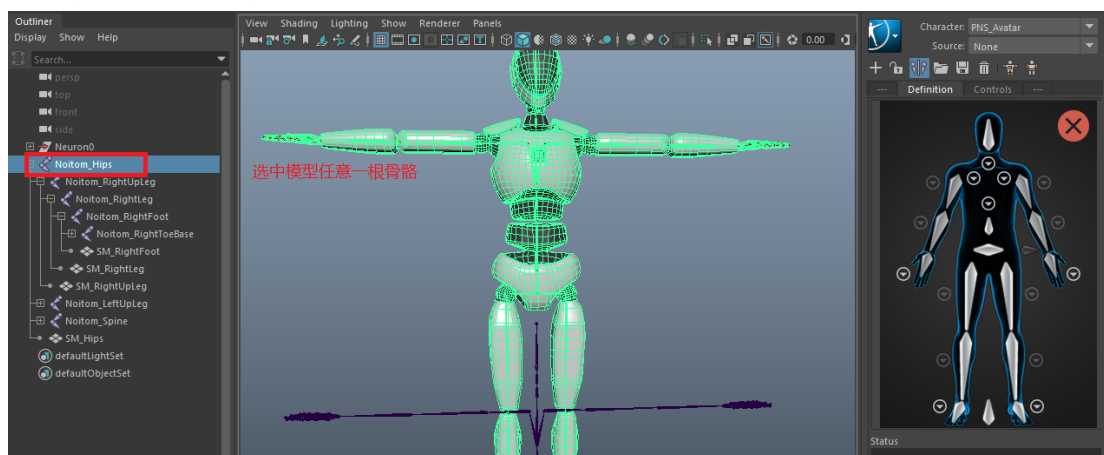 Outliner
Display Show Help
Search...
persp
top
front
side
Neuron0
Noitom_Hips
Noitom_RightUpLeg
Noitom_RightLeg
Noitom_RightFoot
Noitom_RightToeBase
SM_RightFoot
SM_RightLeg
SM_RightUpLeg
Noitom_LeftUpLeg
Noitom_Spine
SM_Hips
defaultLightSet
defaultObjectSet
View Shading Lighting Show Renderer Panels
0.00
选中模型任意一根骨骼
Character: PNS_Avatar
Source: None
--- Definition Controls ---
Status